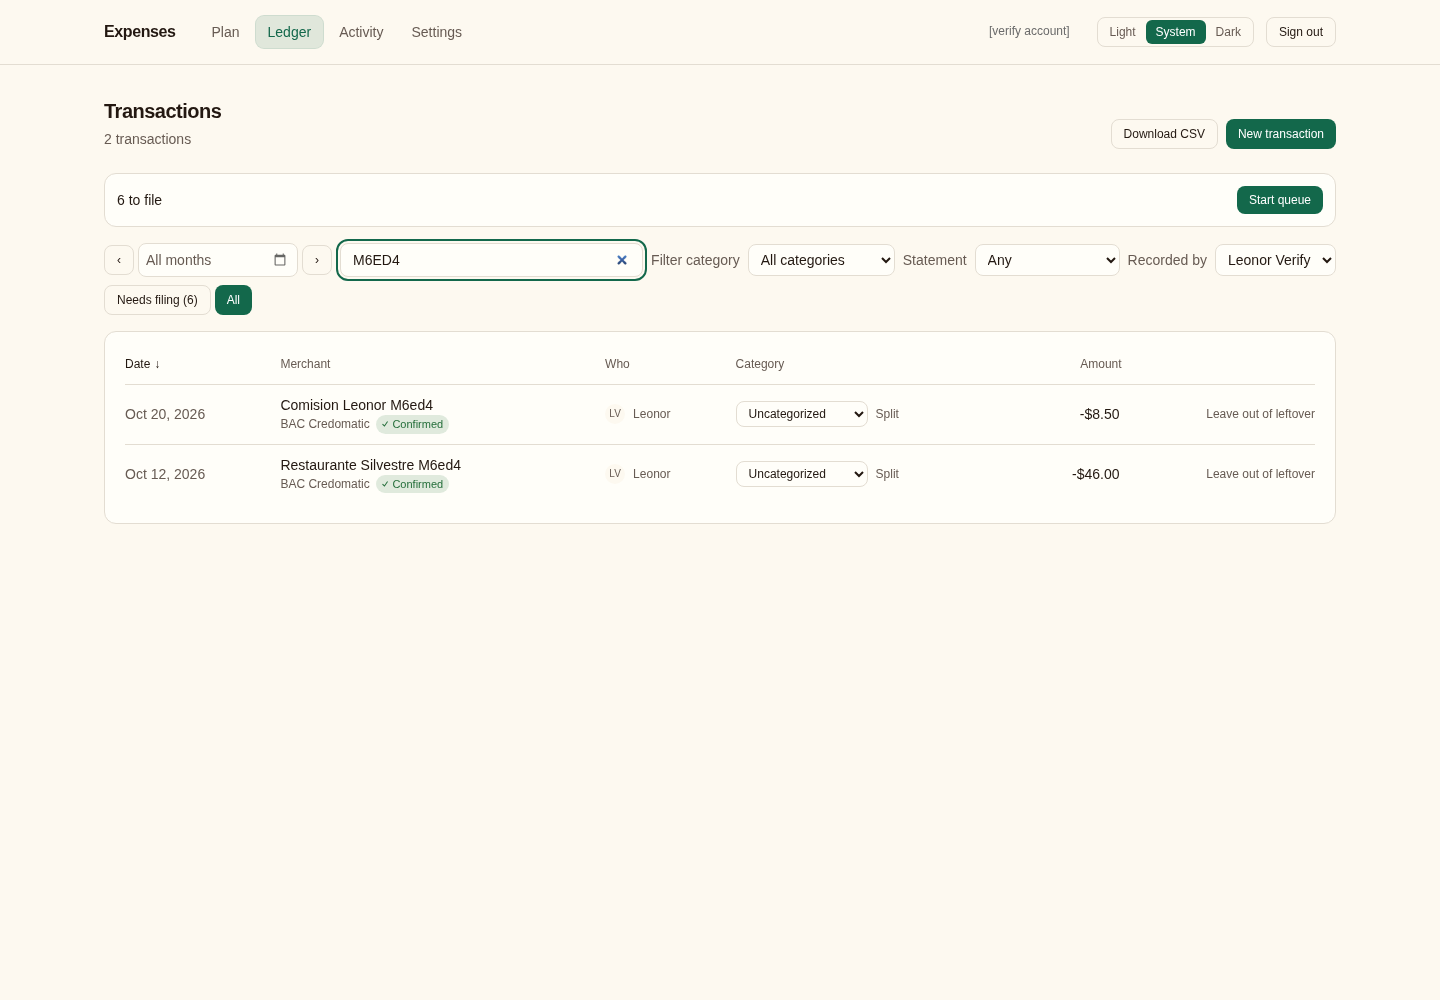 Expenses Plan Ledger Activity Settings [verify account] Light System Dark Sign out
Transactions
2 transactions
Download CSV New transaction
6 to file Start queue
‹ All months › M6ED4 Filter category All categories Statement Any Recorded by Leonor Verify
Needs filing (6) All
Date ↓ Merchant Who Category Amount
Oct 20, 2026 Comision Leonor M6ed4 LV Leonor Uncategorized Split -$8.50 Leave out of leftover
BAC Credomatic ✓ Confirmed
Oct 12, 2026 Restaurante Silvestre M6ed4 LV Leonor Uncategorized Split -$46.00 Leave out of leftover
BAC Credomatic ✓ Confirmed